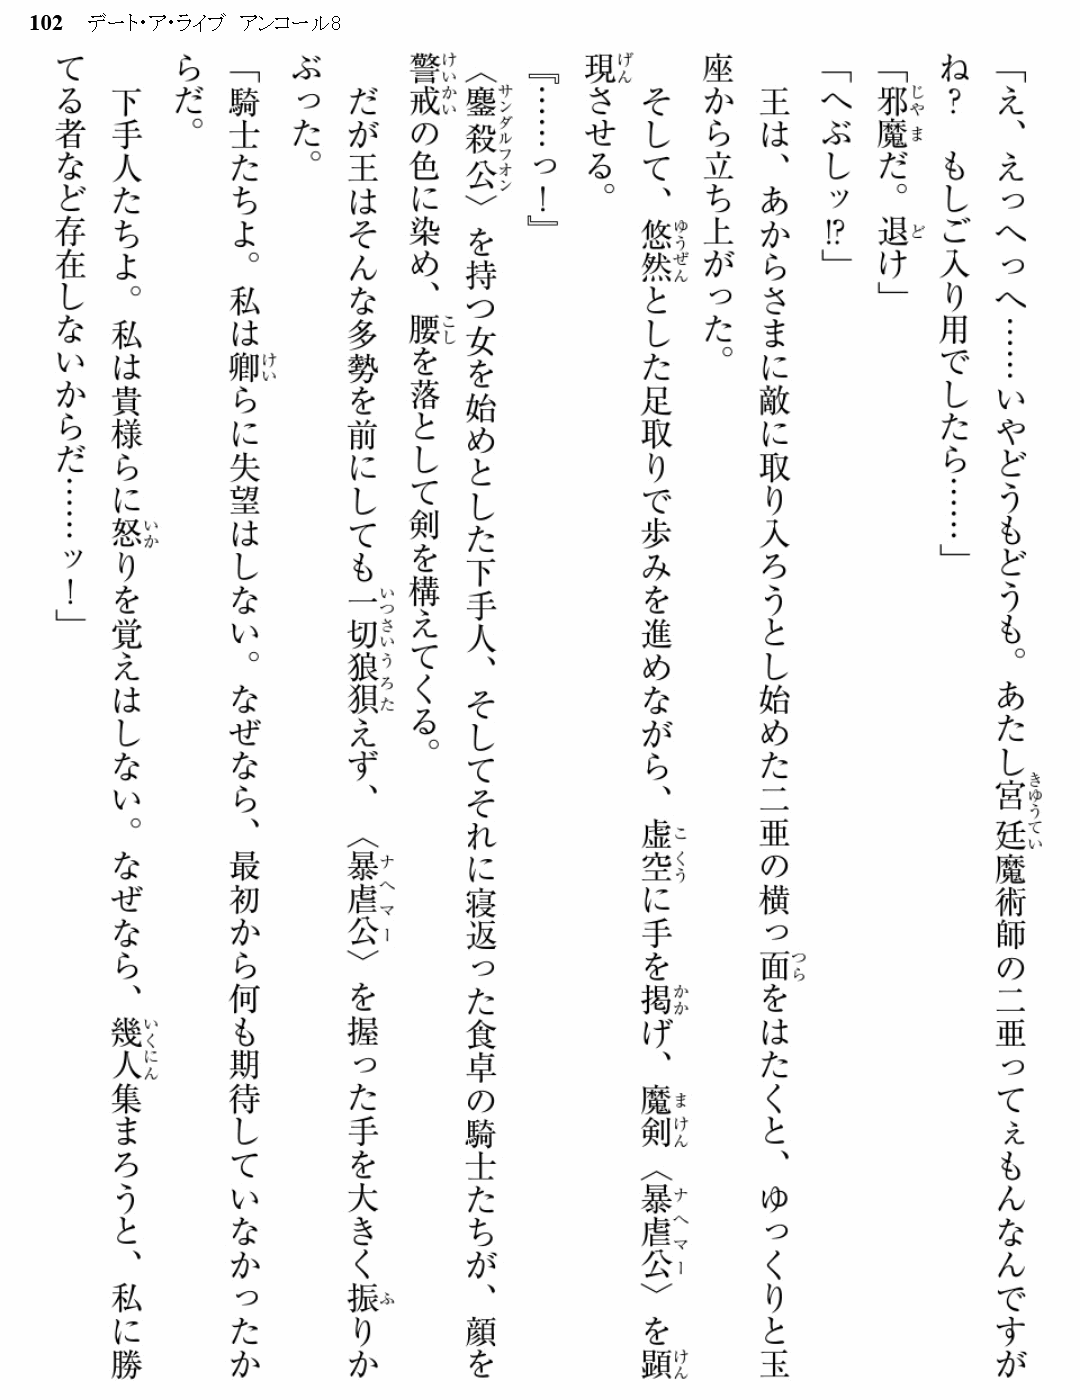 102 デート・ア・ライブ アンコール8
「え、えっへっへ……いやどうもどうも。あたし宮廷魔術師の二亜ってぇもんなんですが
ね？　もしご入り用でしたら……」
「邪魔だ。退け」
「へぶしッ⁉」
　王は、あからさまに敵に取り入ろうとし始めた二亜の横っ面をはたくと、ゆっくりと玉
座から立ち上がった。
　そして、悠然とした足取りで歩みを進めながら、虚空に手を掲げ、魔剣〈暴虐公〉を顕
現させる。
『……っ！』
〈鏖殺公〉を持つ女を始めとした下手人、そしてそれに寝返った食卓の騎士たちが、顔を
警戒の色に染め、腰を落として剣を構えてくる。
　だが王はそんな多勢を前にしても一切狼狽えず、〈暴虐公〉を握った手を大きく振りか
ぶった。
「騎士たちよ。私は卿らに失望はしない。なぜなら、最初から何も期待していなかったか
らだ。
　下手人たちよ。私は貴様らに怒りを覚えはしない。なぜなら、幾人集まろうと、私に勝
てる者など存在しないからだ……ッ！」